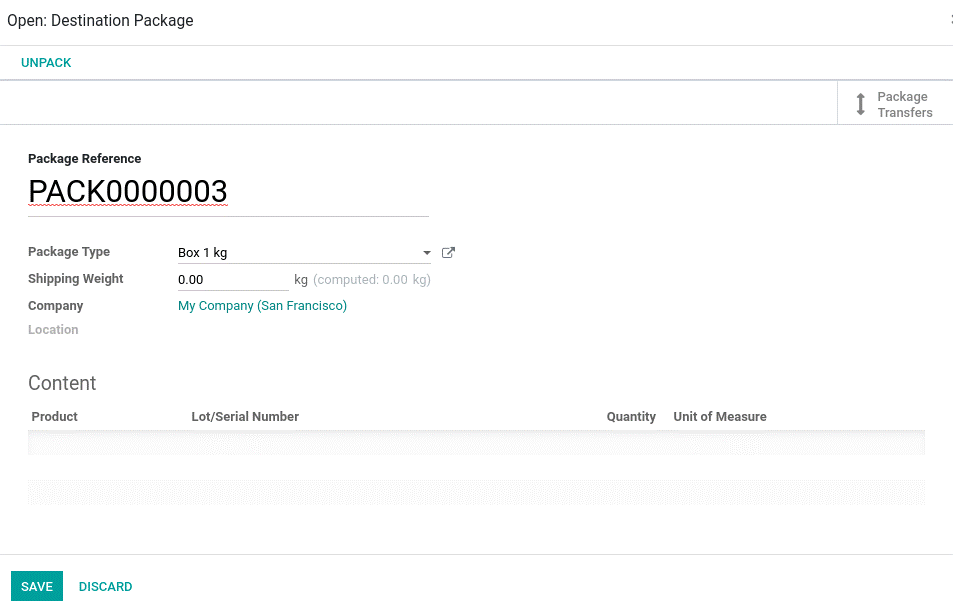 Open: Destination Package
UNPACK
Package
Transfers
Package Reference
PACK0000003
Package Type Box 1 kg
Shipping Weight 0.00 kg (computed: 0.00 kg)
Company My Company (San Francisco)
Location
Content
Product Lot/Serial Number Quantity Unit of Measure
SAVE DISCARD